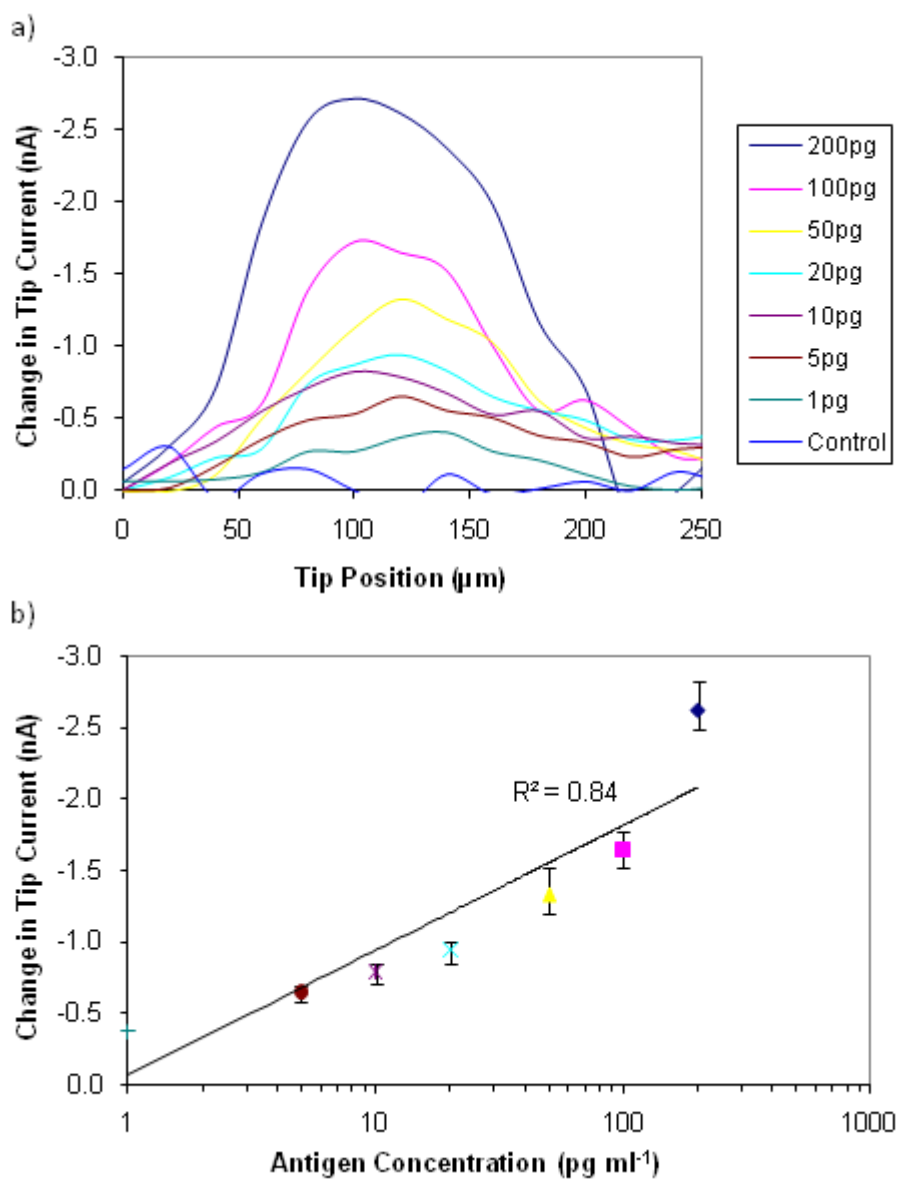 a)
-3.0
-2.5
-2.0
-1.5
-1.0
-0.5
0.0
Change in Tip Current (nA)
0 50 100 150 200 250
Tip Position (µm)
200pg
100pg
50pg
20pg
10pg
5pg
1pg
Control
b)
-3.0
-2.5
-2.0
-1.5
-1.0
-0.5
0.0
Change in Tip Current (nA)
R² = 0.84
1 10 100 1000
Antigen Concentration (pg ml⁻¹)